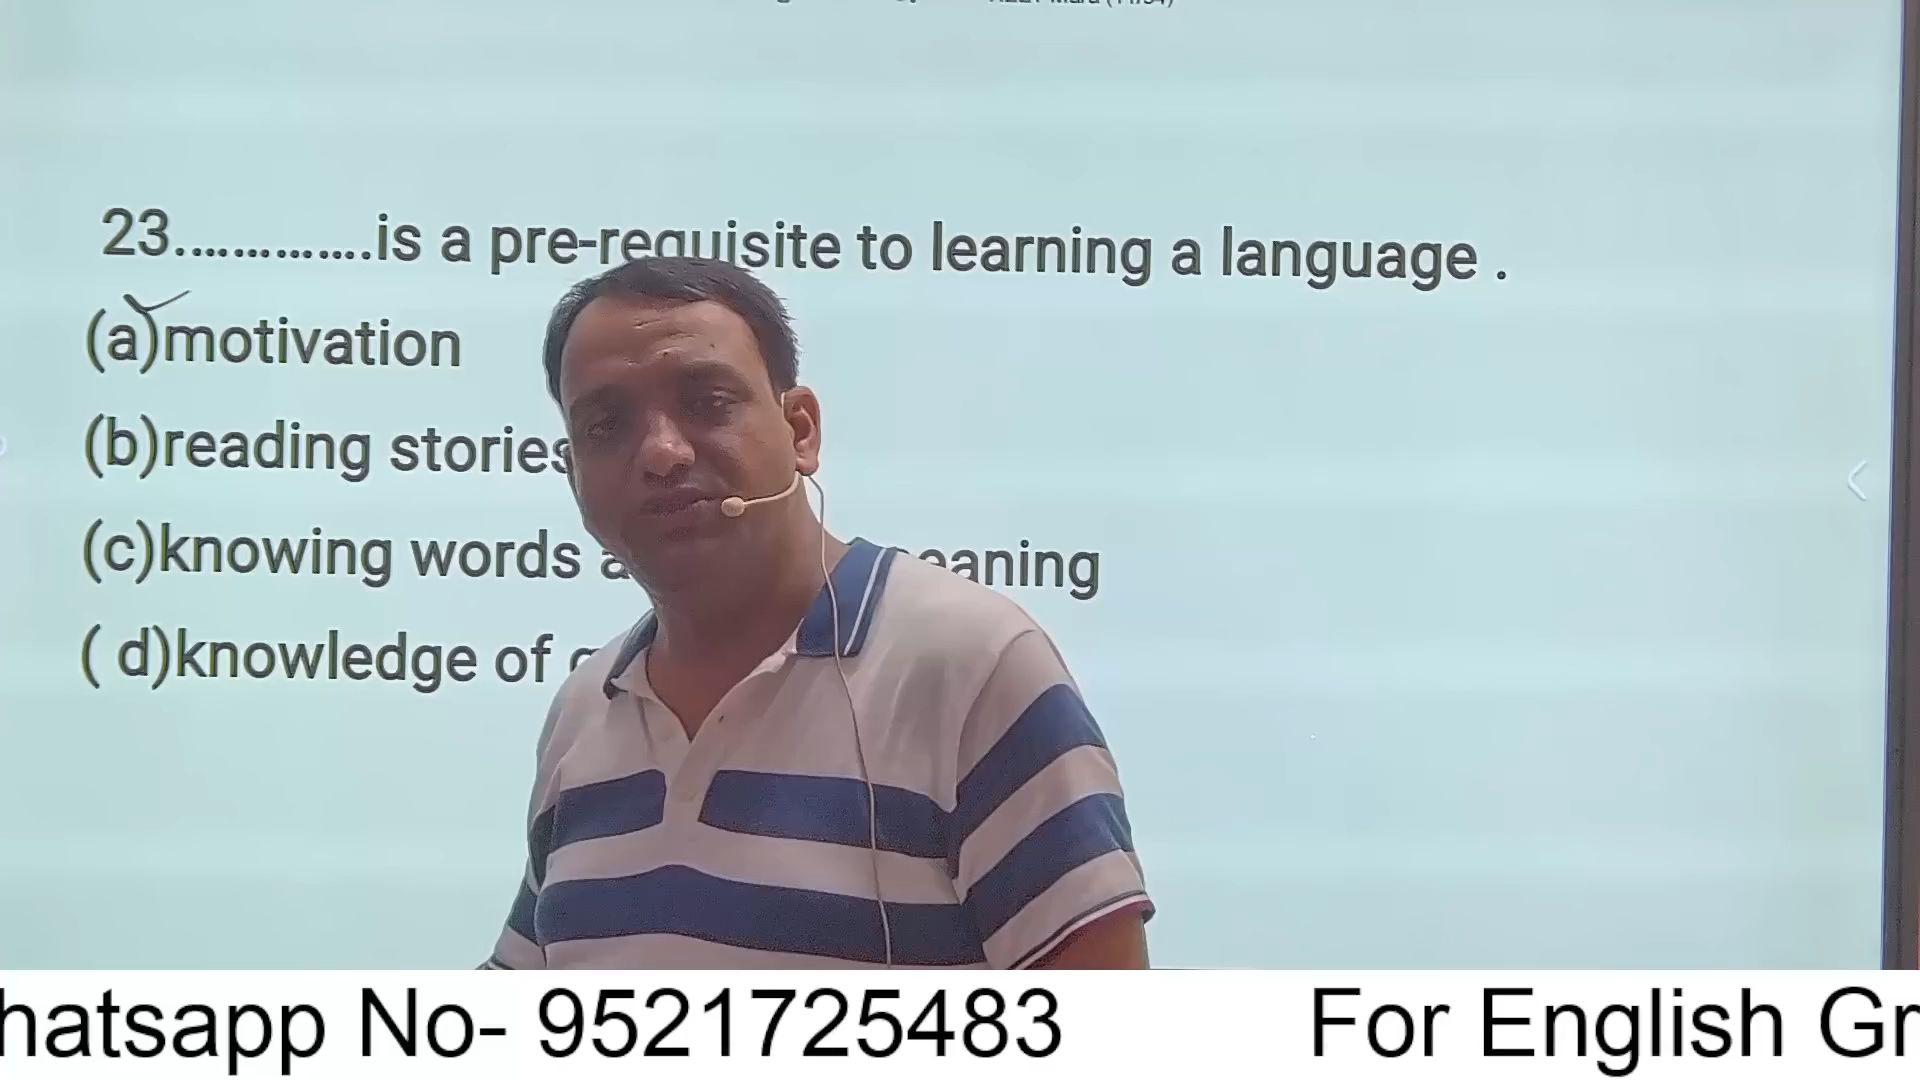 23..............is a pre-requisite to learning a language .
(a)motivation
(b)reading stories
(c)knowing words
(d)knowledge of
hatsapp No- 9521725483 For English Gr